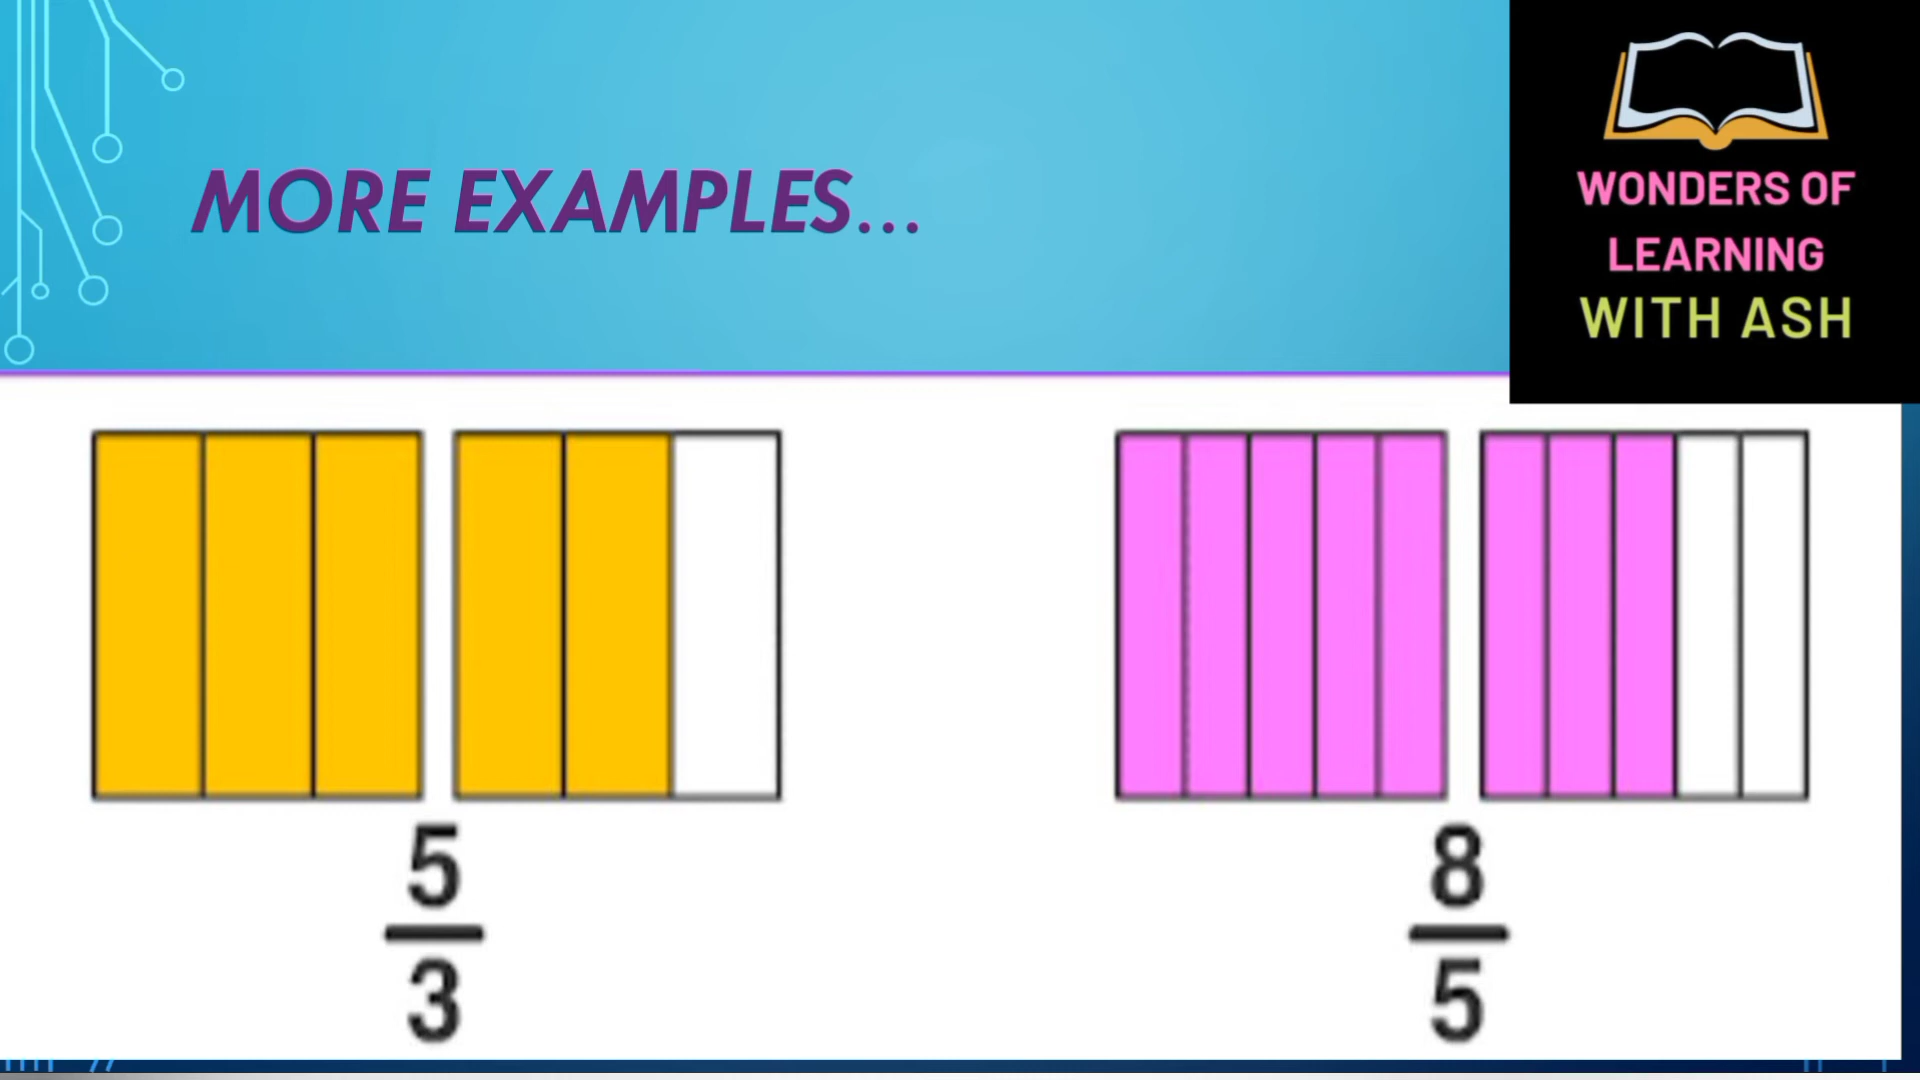 MORE EXAMPLES...
WONDERS OF
LEARNING
WITH ASH
5
3
8
5